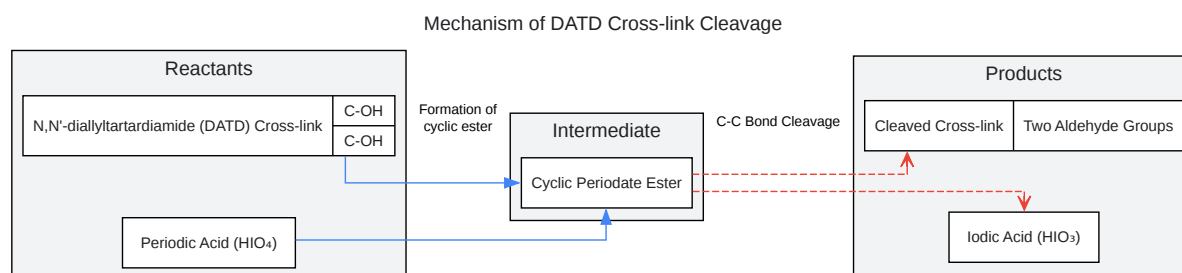 Mechanism of DATD Cross-link Cleavage
Reactants
N,N'-diallyltartardiamide (DATD) Cross-link
C-OH
C-OH
Periodic Acid (HIO₄)
Formation of
cyclic ester
Intermediate
Cyclic Periodate Ester
C-C Bond Cleavage
Products
Cleaved Cross-link
Two Aldehyde Groups
Iodic Acid (HIO₃)